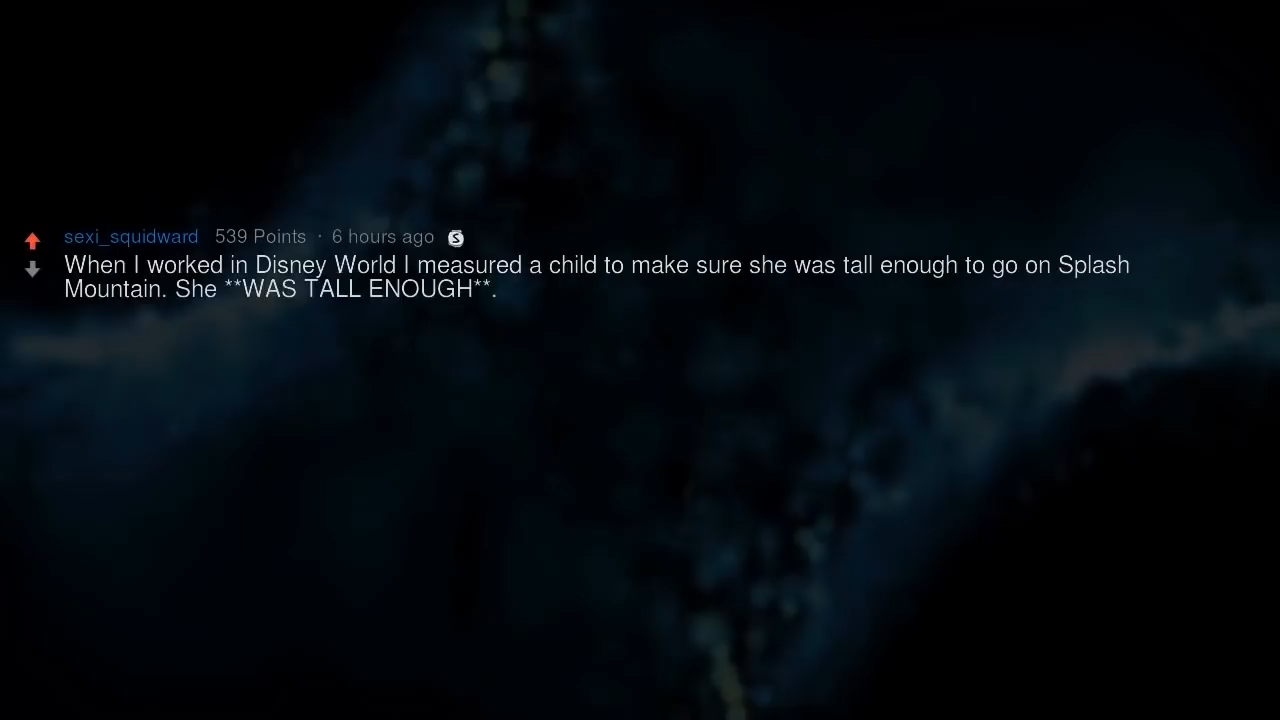 sexi_squidward 539 Points · 6 hours ago S
When I worked in Disney World I measured a child to make sure she was tall enough to go on Splash
Mountain. She **WAS TALL ENOUGH**.